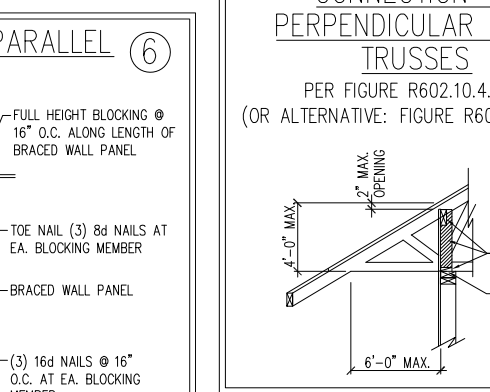 PARALLEL 6
FULL HEIGHT BLOCKING @
16" O.C. ALONG LENGTH OF
BRACED WALL PANEL
TOE NAIL (3) 8d NAILS AT
EA. BLOCKING MEMBER
BRACED WALL PANEL
(3) 16d NAILS @ 16"
O.C. AT EA. BLOCKING
MEMBER
CONNECTION
PERPENDICULAR
TRUSSES
PER FIGURE R602.10.4.
(OR ALTERNATIVE: FIGURE R60
2" MAX.
OPENING
4'-0" MAX.
6'-0" MAX.